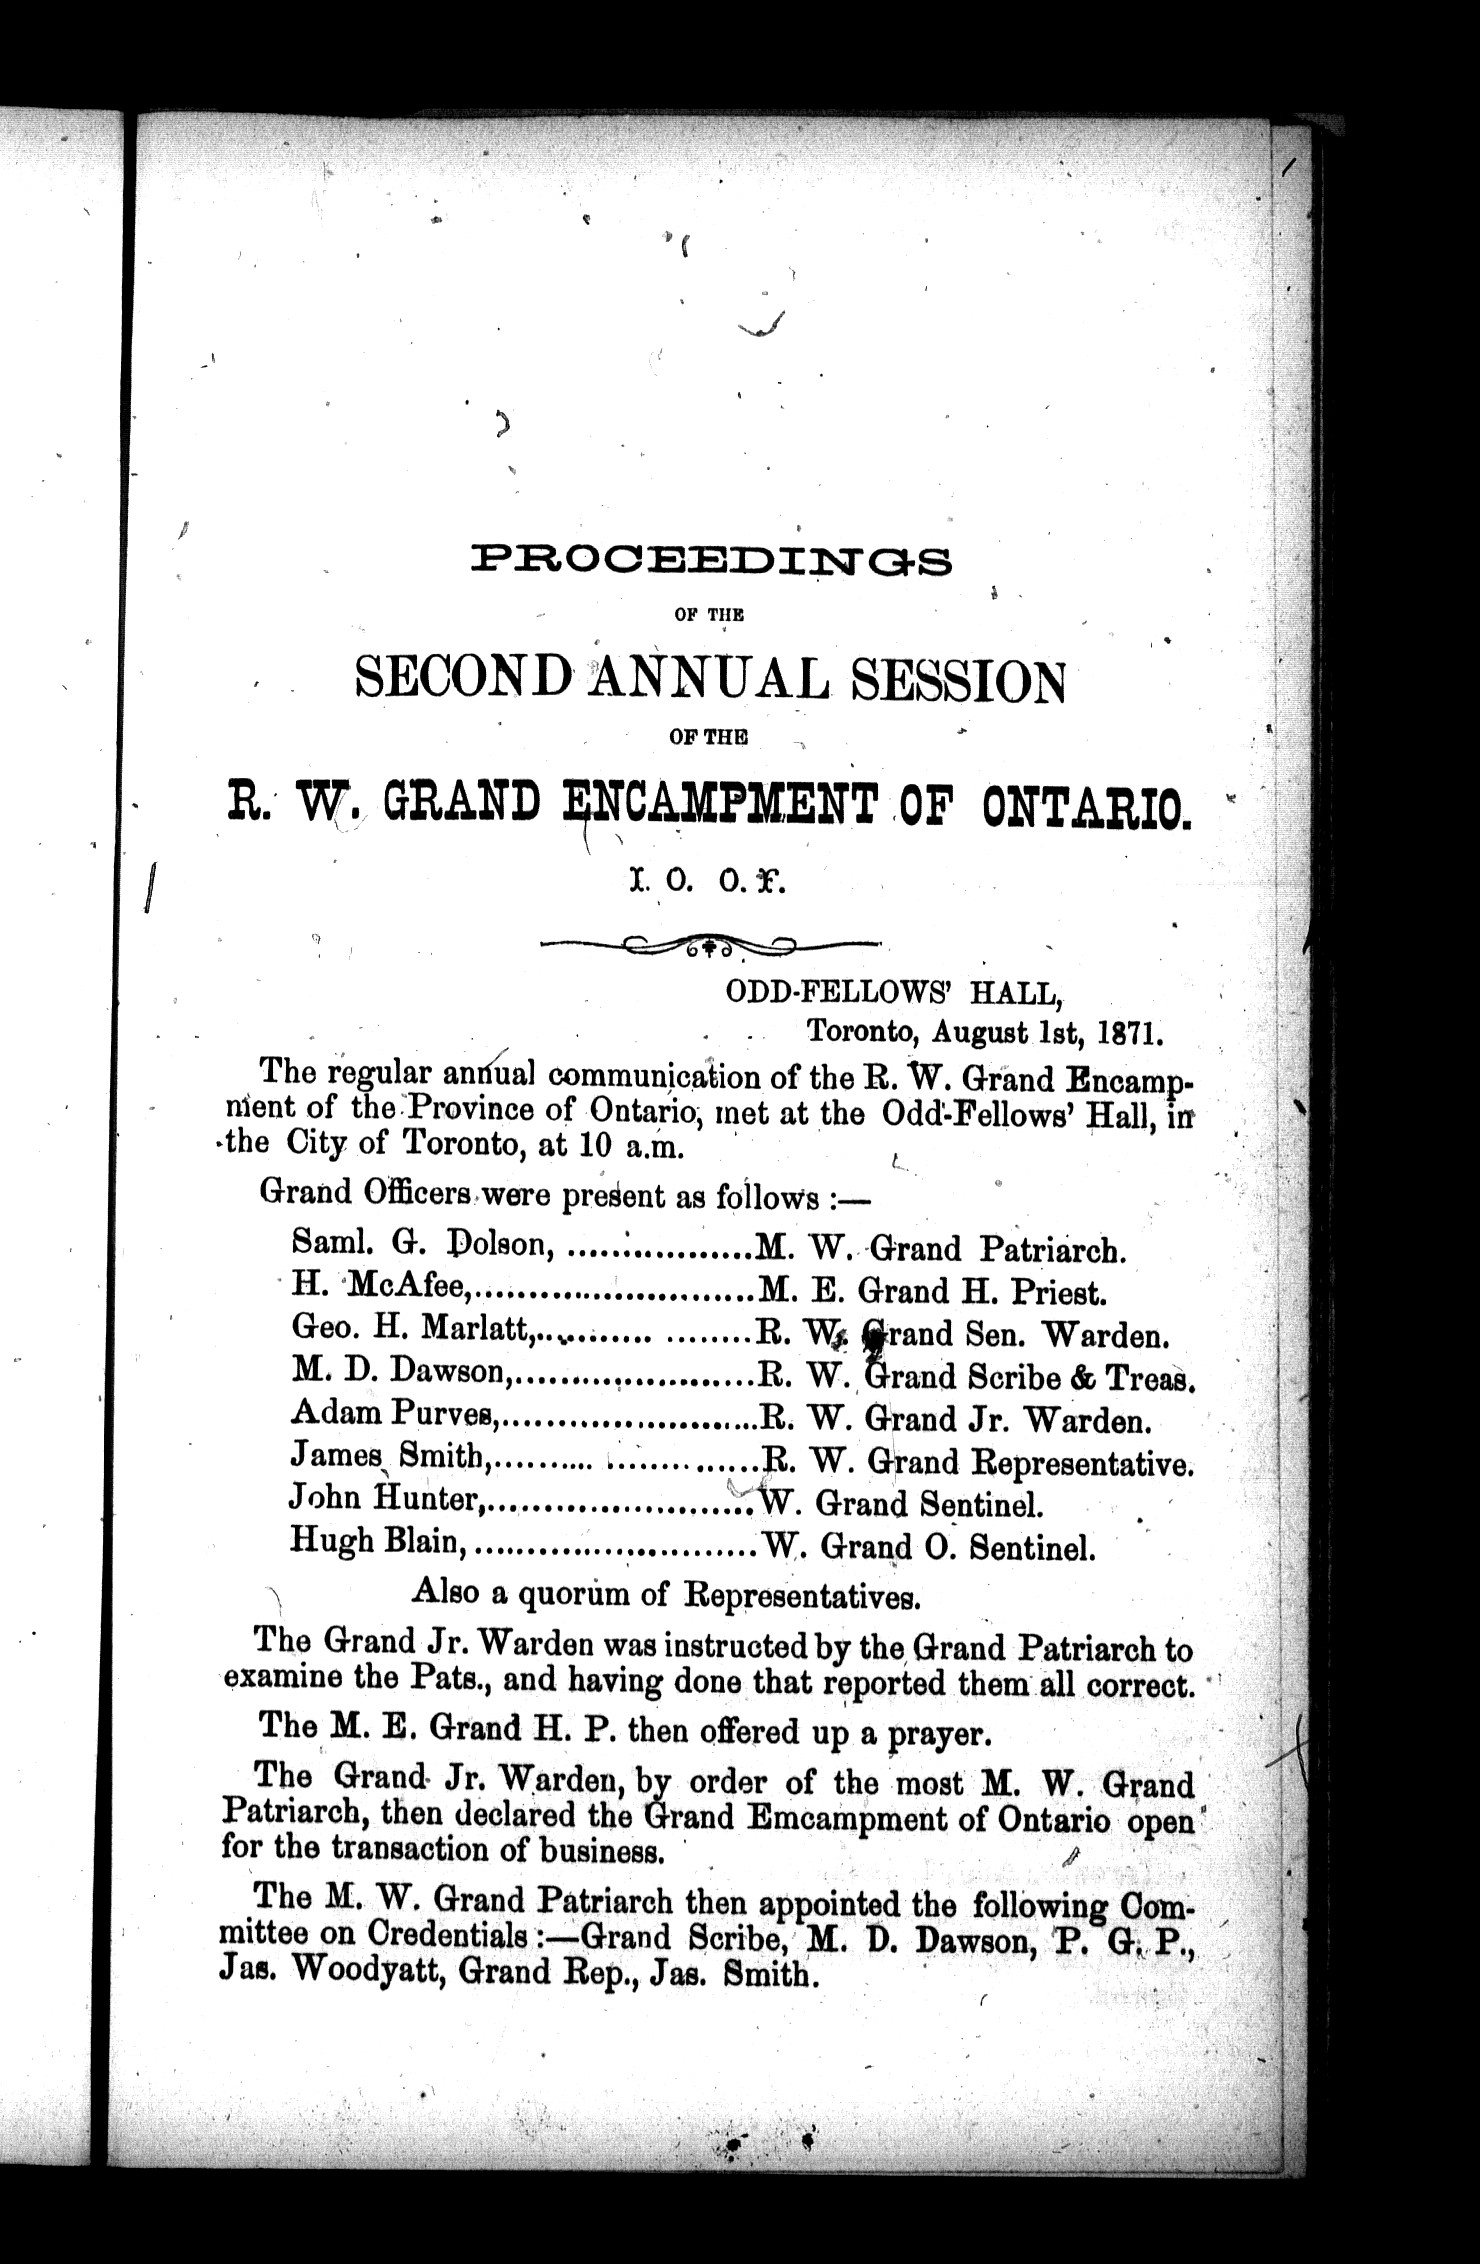 PROCEEDINGS
OF THE
SECOND ANNUAL SESSION
OF THE
R. W. GRAND ENCAMPMENT OF ONTARIO.
I. O. O. F.
ODD-FELLOWS' HALL,
Toronto, August 1st, 1871.
The regular annual communication of the R. W. Grand Encamp-
ment of the Province of Ontario, met at the Odd-Fellows' Hall, in
the City of Toronto, at 10 a.m.
Grand Officers were present as follows :—
Saml. G. Dolson, .................M. W. Grand Patriarch.
H. McAfee,..........................M. E. Grand H. Priest.
Geo. H. Marlatt,........... ........R. W. Grand Sen. Warden.
M. D. Dawson,......................R. W. Grand Scribe & Treas.
Adam Purves,........................R. W. Grand Jr. Warden.
James Smith,......... ........ ......R. W. Grand Representative.
John Hunter,.........................W. Grand Sentinel.
Hugh Blain, ..........................W. Grand O. Sentinel.
Also a quorum of Representatives.
The Grand Jr. Warden was instructed by the Grand Patriarch to
examine the Pats., and having done that reported them all correct.
The M. E. Grand H. P. then offered up a prayer.
The Grand Jr. Warden, by order of the most M. W. Grand
Patriarch, then declared the Grand Emcampment of Ontario open
for the transaction of business.
The M. W. Grand Patriarch then appointed the following Com-
mittee on Credentials :—Grand Scribe, M. D. Dawson, P. G. P.,
Jas. Woodyatt, Grand Rep., Jas. Smith.